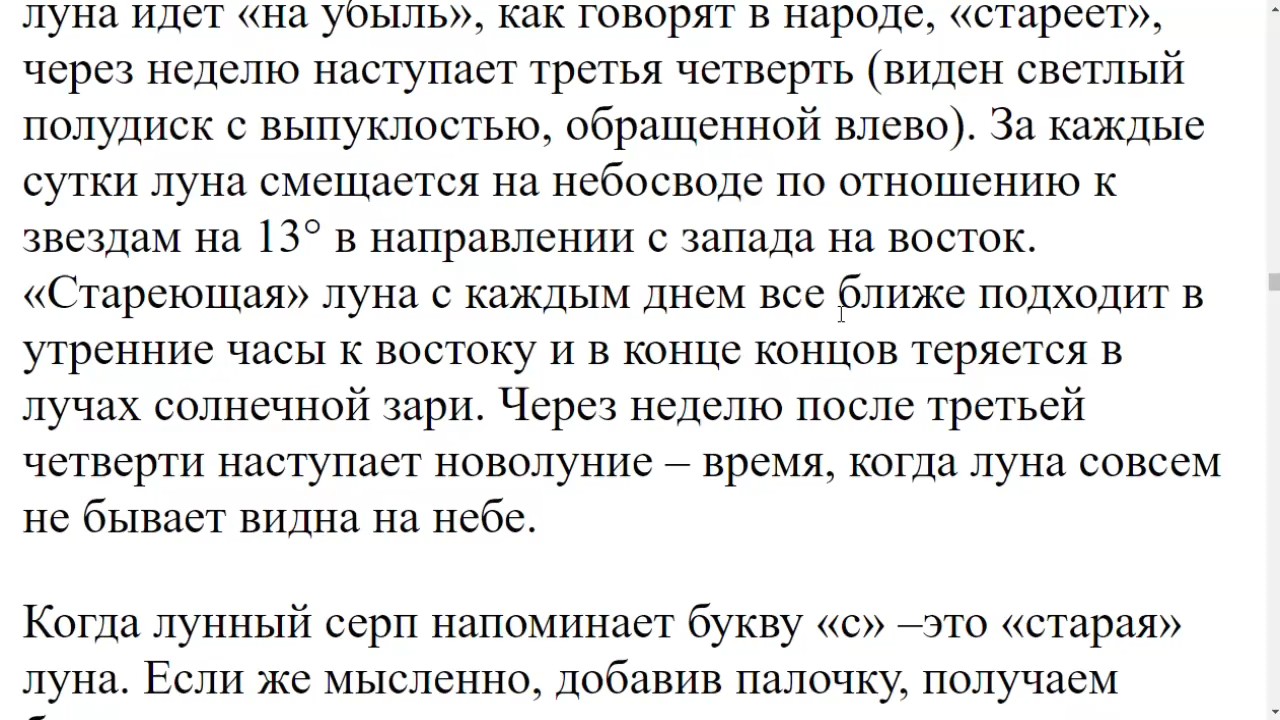 луна идет «на убыль», как говорят в народе, «стареет»,
через неделю наступает третья четверть (виден светлый
полудиск с выпуклостью, обращенной влево). За каждые
сутки луна смещается на небосводе по отношению к
звездам на 13° в направлении с запада на восток.
«Стареющая» луна с каждым днем все ближе подходит в
утренние часы к востоку и в конце концов теряется в
лучах солнечной зари. Через неделю после третьей
четверти наступает новолуние – время, когда луна совсем
не бывает видна на небе.
Когда лунный серп напоминает букву «с» –это «старая»
луна. Если же мысленно, добавив палочку, получаем